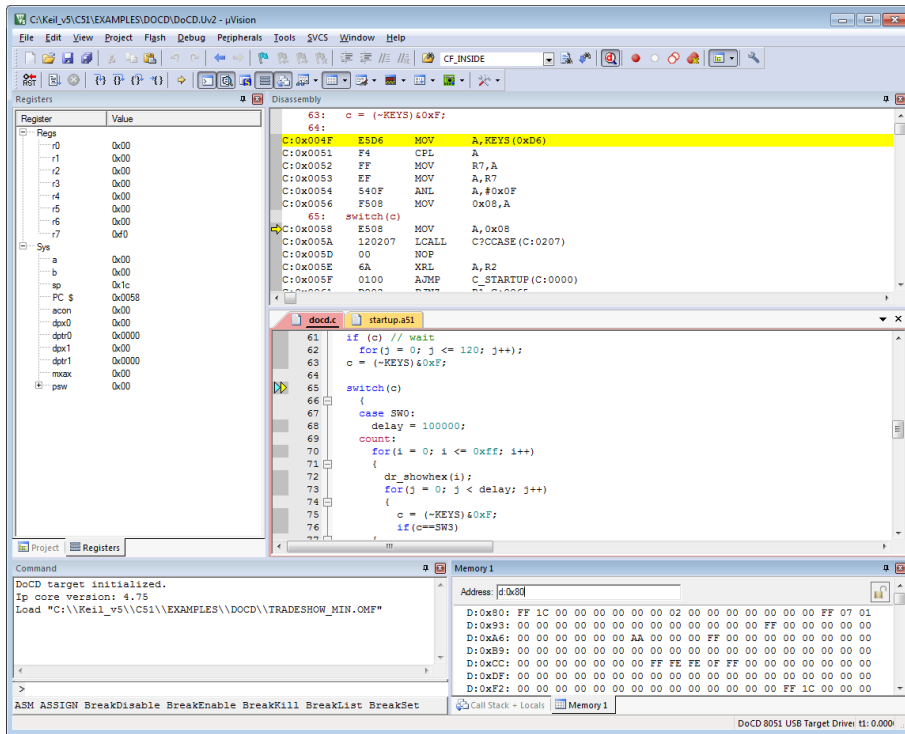 C:\Keil_v5\C51\EXAMPLES\DOCD\DoCD.Uv2 - µVision
File Edit View Project Flash Debug Peripherals Tools SVCS Window Help
CF_INSIDE
RST
Registers
Register Value
Regs
r0 0x00
r1 0x00
r2 0x00
r3 0x00
r4 0x00
r5 0x00
r6 0x00
r7 0xf0
Sys
a 0x00
b 0x00
sp 0x1c
PC $ 0x0058
acon 0x00
dpx0 0x00
dptr0 0x0000
dpx1 0x00
dptr1 0x0000
mxax 0x00
psw 0x00
Project Registers
Disassembly
63: c = (~KEYS)&0xF;
64:
C:0x004F E5D6 MOV A,KEYS(0xD6)
C:0x0051 F4 CPL A
C:0x0052 FF MOV R7,A
C:0x0053 EF MOV A,R7
C:0x0054 540F ANL A,#0x0F
C:0x0056 F508 MOV 0x08,A
65: switch(c)
C:0x0058 E508 MOV A,0x08
C:0x005A 120207 LCALL C?CCASE(C:0207)
C:0x005D 00 NOP
C:0x005E 6A XRL A,R2
C:0x005F 0100 AJMP C_STARTUP(C:0000)
docd.c startup.a51
61 if (c) // wait
62 for(j = 0; j <= 120; j++);
63 c = (~KEYS)&0xF;
64
65 switch(c)
66 {
67 case SW0:
68 delay = 100000;
69 count:
70 for(i = 0; i <= 0xff; i++)
71 {
72 dr_showhex(i);
73 for(j = 0; j < delay; j++)
74 {
75 c = (~KEYS)&0xF;
76 if(c==SW3)
Command
DoCD target initialized.
Ip core version: 4.75
Load "C:\\Keil_v5\\C51\\EXAMPLES\\DOCD\\TRADESHOW_MIN.OMF"
>
ASM ASSIGN BreakDisable BreakEnable BreakKill BreakList BreakSet
Memory 1
Address: d:0x80
D:0x80: FF 1C 00 00 00 00 00 00 02 00 00 00 00 00 00 00 FF 07 01
D:0x93: 00 00 00 00 00 00 00 00 00 00 00 00 00 FF 00 00 00 00 00
D:0xA6: 00 00 00 00 00 00 AA 00 00 00 FF 00 00 00 00 00 00 00 00
D:0xB9: 00 00 00 00 00 00 00 00 00 00 00 00 00 00 00 00 00 00 00
D:0xCC: 00 00 00 00 00 00 00 FF FE FE 0F FF 00 00 00 00 00 00 00
D:0xDF: 00 00 00 00 00 00 00 00 00 00 00 00 00 00 00 00 00 00 00
D:0xF2: 00 00 00 00 00 00 00 00 00 00 00 00 00 00 FF 1C 00 00 00
Call Stack + Locals Memory 1
DoCD 8051 USB Target Driver t1: 0.000